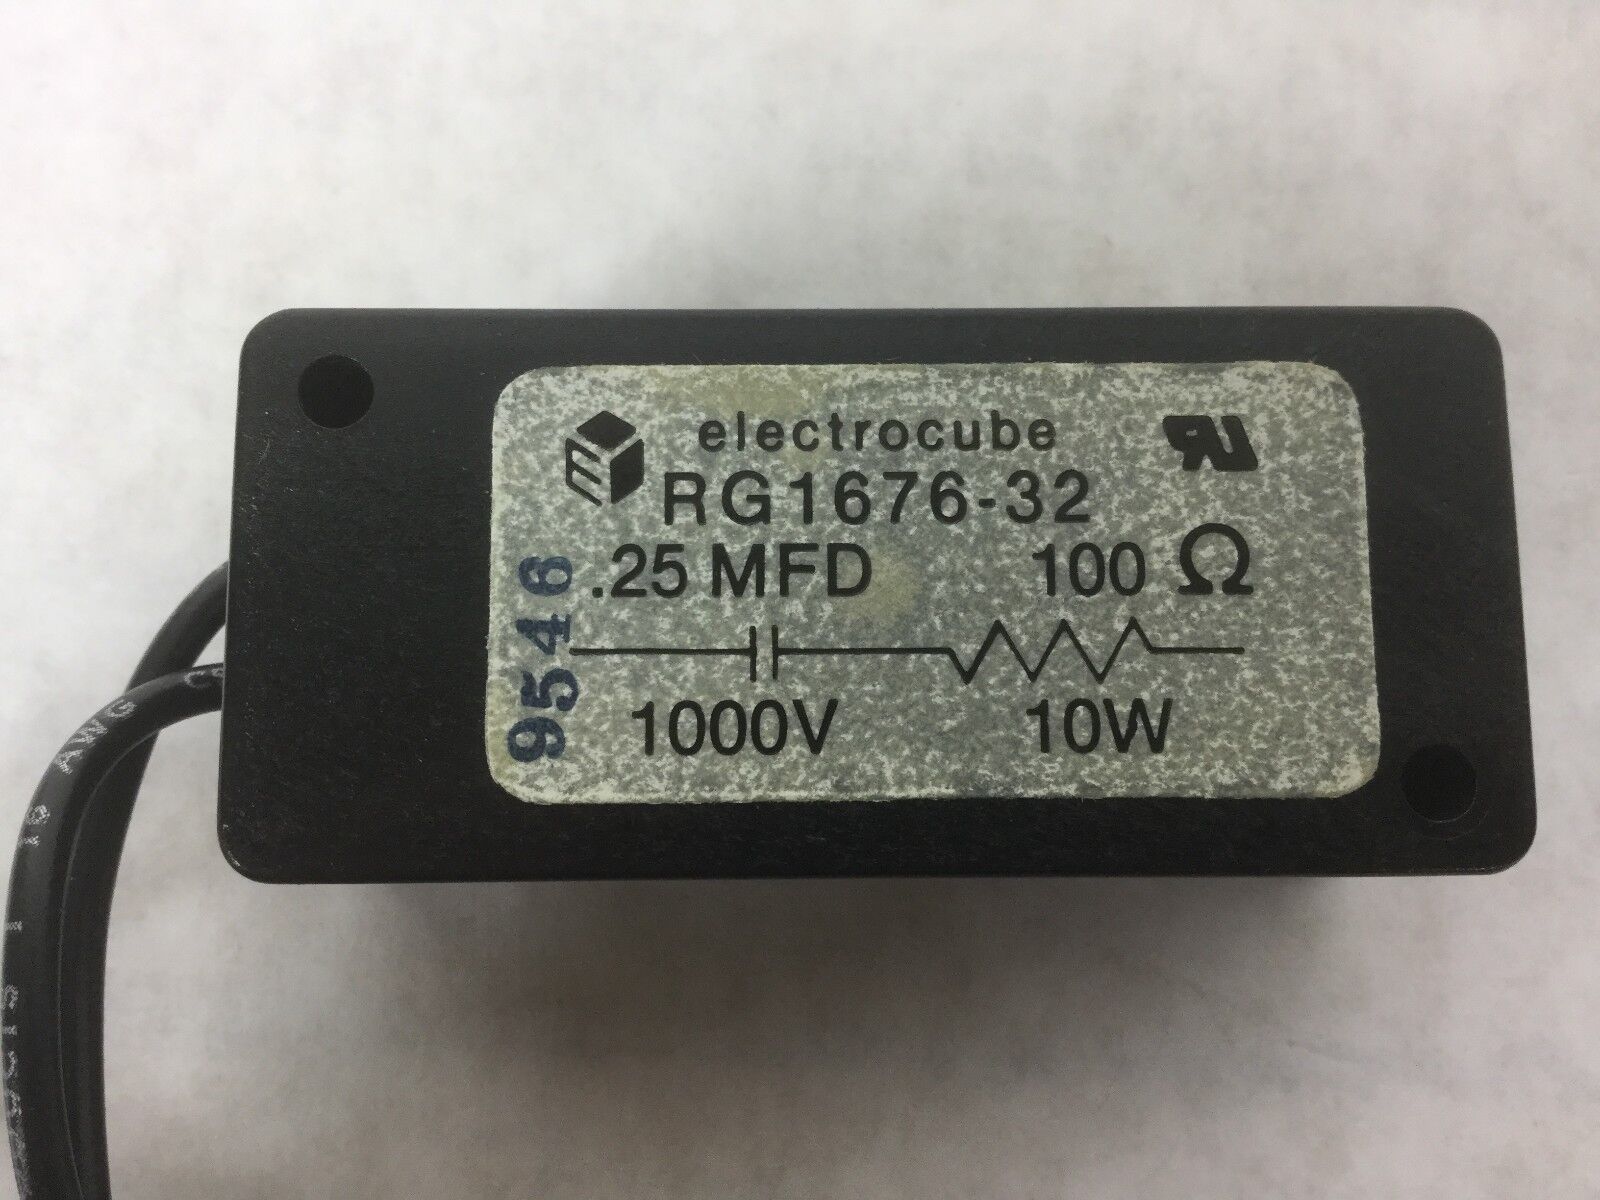 electrocube
RG1676-32
.25 MFD 100 Ω
1000V 10W
9546